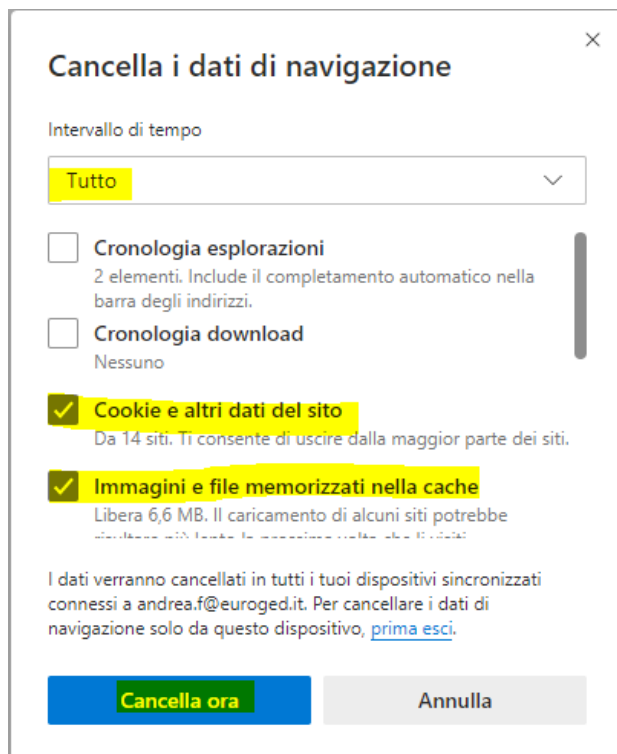 Cancella i dati di navigazione
Intervallo di tempo
Tutto
Cronologia esplorazioni
2 elementi. Include il completamento automatico nella
barra degli indirizzi.
Cronologia download
Nessuno
Cookie e altri dati del sito
Da 14 siti. Ti consente di uscire dalla maggior parte dei siti.
Immagini e file memorizzati nella cache
Libera 6,6 MB. Il caricamento di alcuni siti potrebbe
I dati verranno cancellati in tutti i tuoi dispositivi sincronizzati
connessi a andrea.f@euroged.it. Per cancellare i dati di
navigazione solo da questo dispositivo, prima esci.
Cancella ora
Annulla